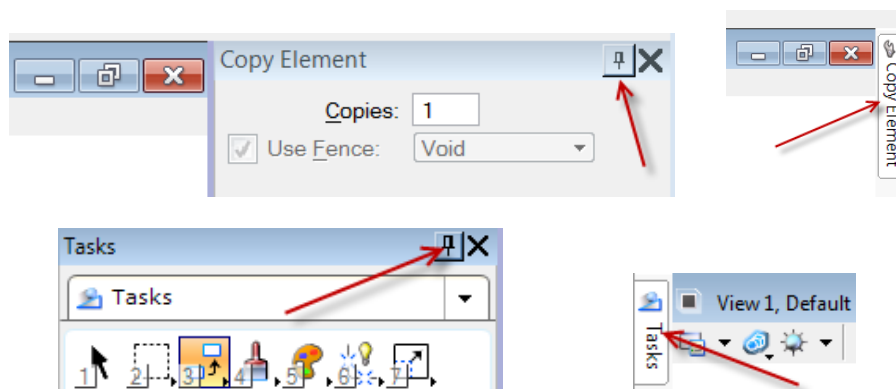 Copy Element
Copies: 1
Use Fence: Void
Copy Element
Tasks
Tasks
1 2 3 4 5 6 7
Tasks
View 1, Default